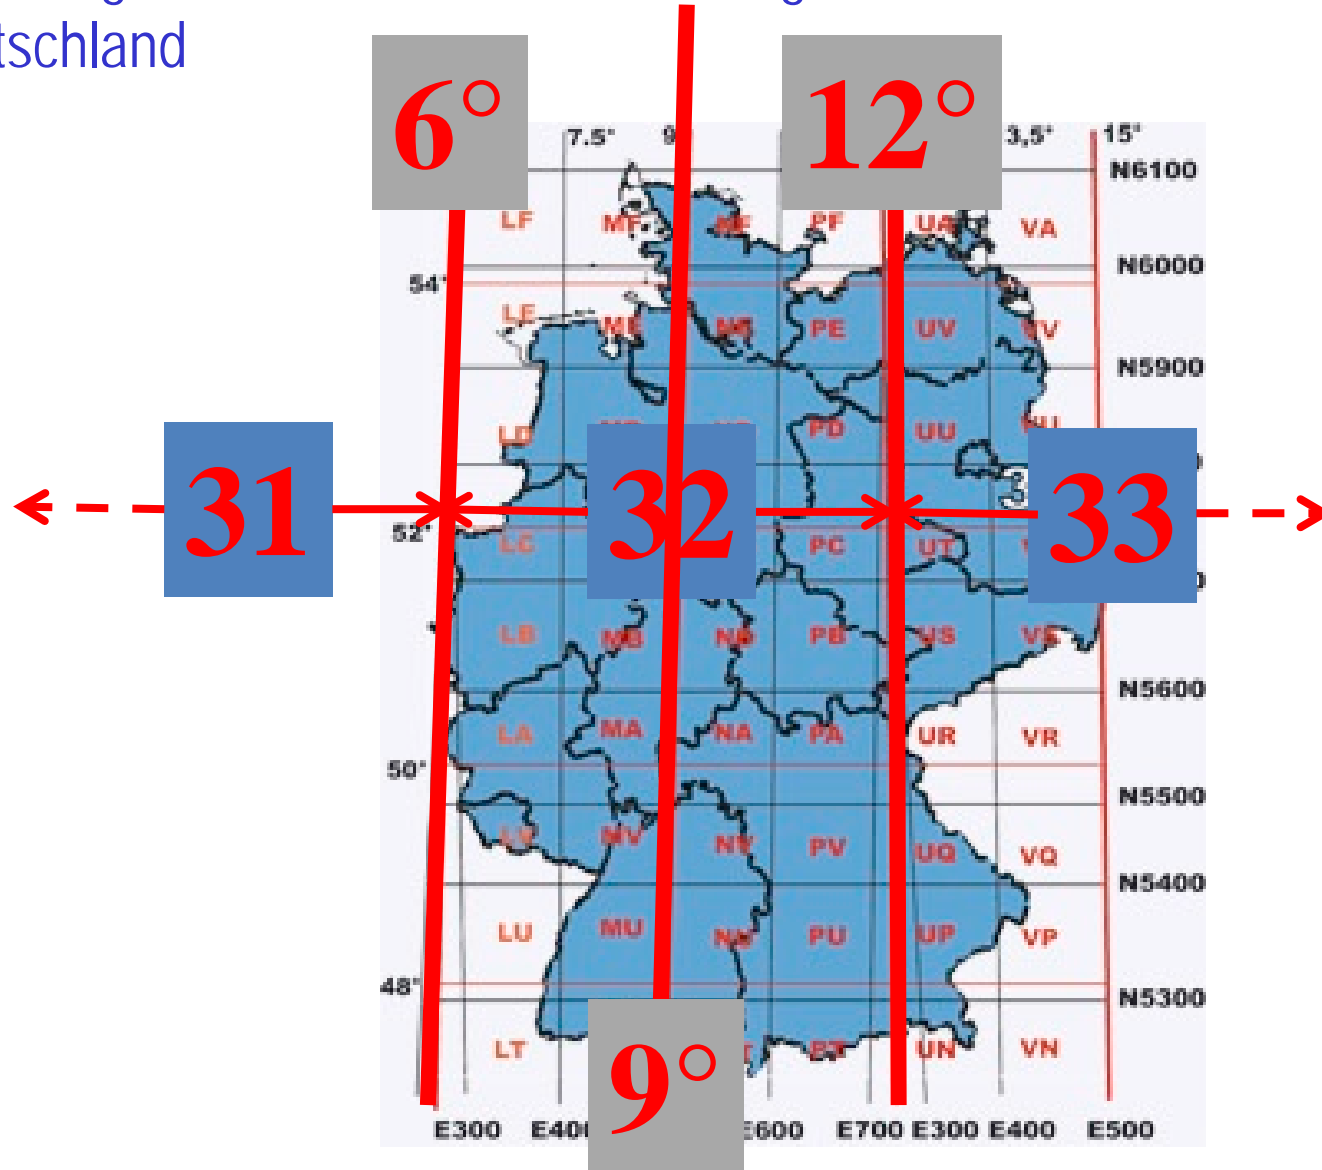 tschland
6° 12°
7.5° 9 3,5° 15°
N6100
LF MF NF PF UA VA
N6000
54°
LE ME NE PE UV VV
N5900
LD PD UU
31 32 33
52°
LC PC UT
LB MB NB PB US VS
N5600
LA MA NA PA UR VR
50°
N5500
LV MV NV PV UQ VQ
N5400
LU MU NU PU UP VP
48°
N5300
LT PT UN VN
9°
E300 E600 E700 E300 E400 E500